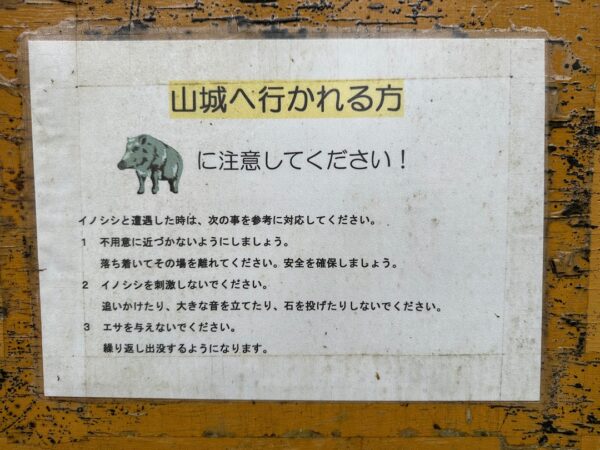 山城へ行かれる方
に注意してください！
イノシシと遭遇した時は、次の事を参考に対応してください。
1　不用意に近づかないようにしましょう。
落ち着いてその場を離れてください。安全を確保しましょう。
2　イノシシを刺激しないでください。
追いかけたり、大きな音を立てたり、石を投げたりしないでください。
3　エサを与えないでください。
繰り返し出没するようになります。